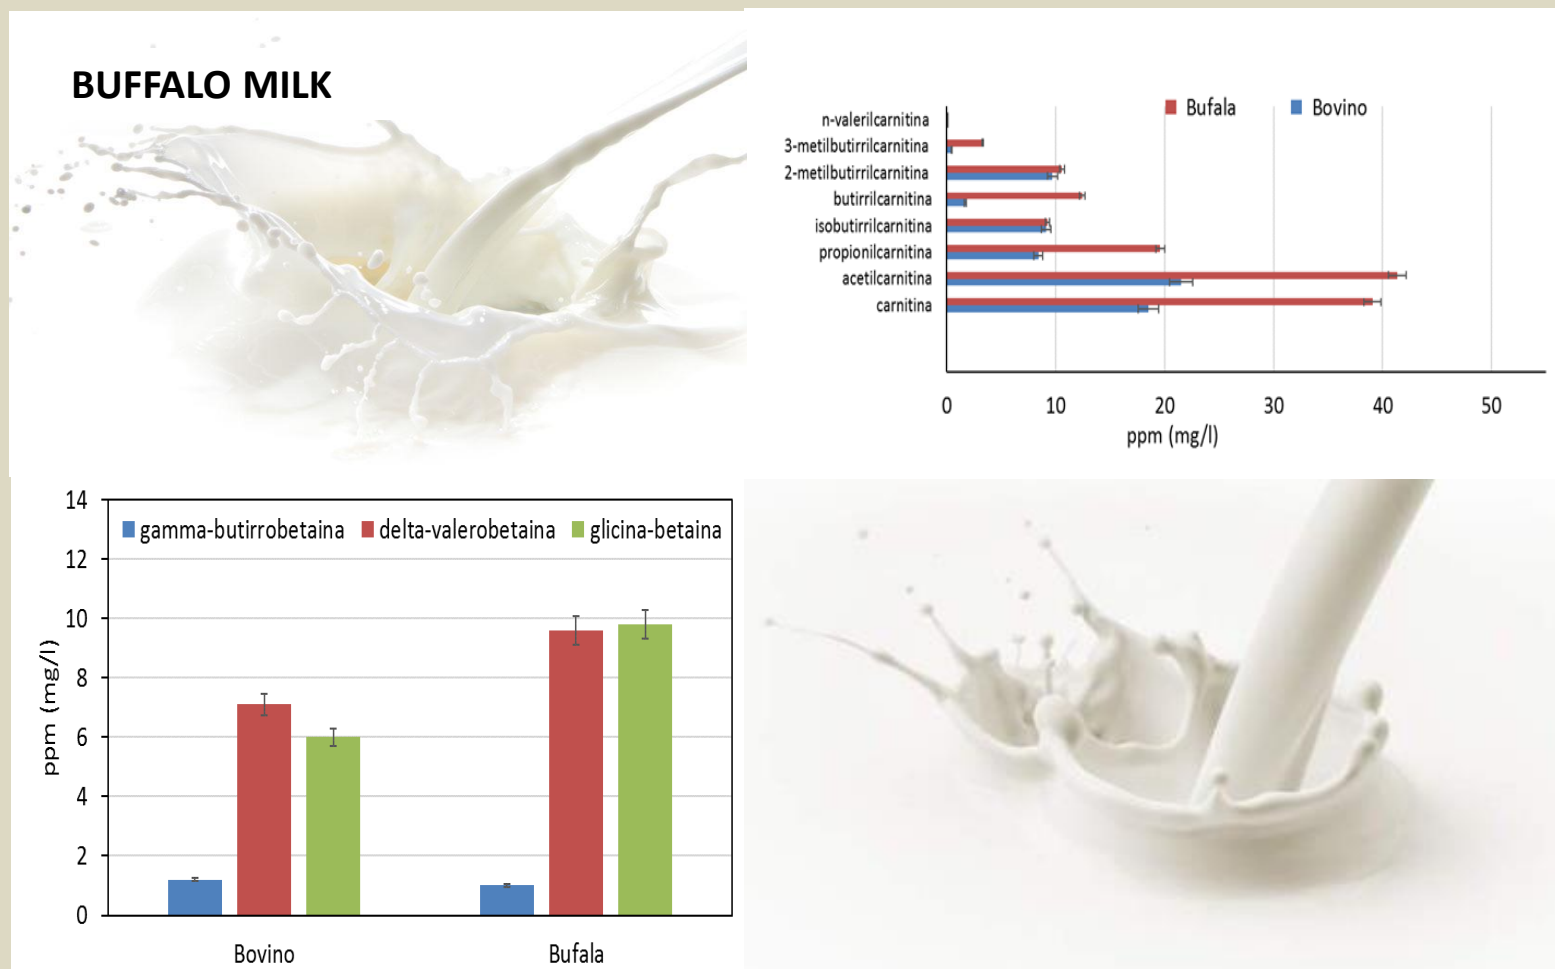 BUFFALO MILK
Bufala Bovino
n-valerilcarnitina
3-metilbutirrilcarnitina
2-metilbutirrilcarnitina
butirrilcarnitina
isobutirrilcarnitina
propionilcarnitina
acetilcarnitina
carnitina
0 10 20 30 40 50
ppm (mg/l)
gamma-butirrobetaina delta-valerobetaina glicina-betaina
14
12
10
8
6
4
2
0
ppm (mg/l)
Bovino Bufala